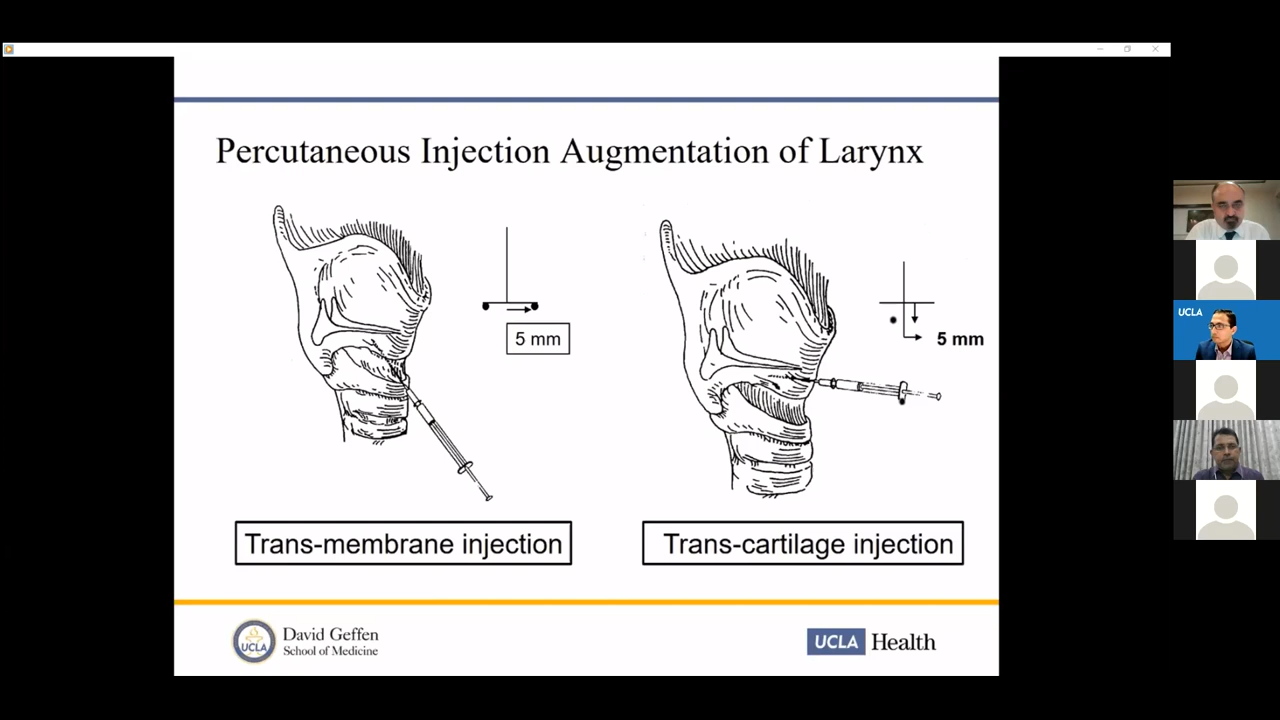 Percutaneous Injection Augmentation of Larynx
5 mm
5 mm
Trans-membrane injection
Trans-cartilage injection
UCLA
David Geffen
School of Medicine
UCLA Health
UCLA